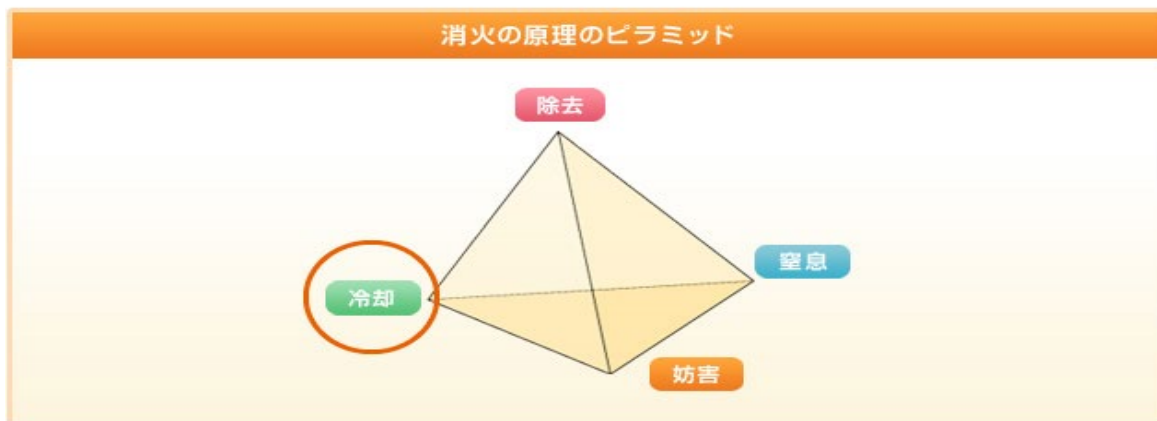 消火の原理のピラミッド
除去
窒息
冷却
妨害